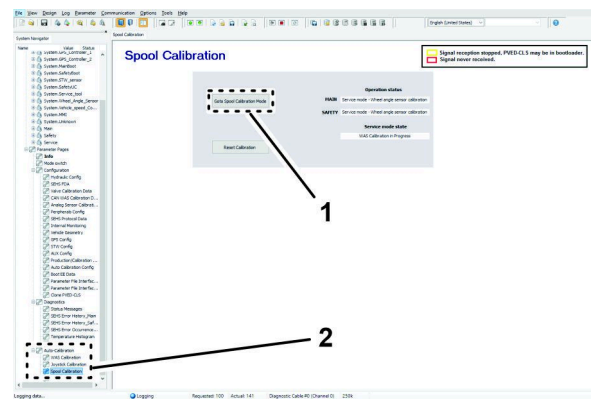 File View Design Log Parameter Communication Options Tools Help
English (United States)
System Navigator
Spool Calibration
Name Value Status
System.GPS_Controller_1
System.GPS_Controller_2
System.MainBoot
System.SafetyBoot
System.STW_sensor
System.SafetyUC
System.Service_tool
System.Wheel_Angle_Sensor
System.Vehicle_speed_Co...
System.MMI
System.Unknown
Main
Safety
Service
Parameter Pages
Info
Mode switch
Configuration
Hydraulic Config
SEHS PDA
Valve Calibration Data
CAN WAS Calibration D...
Analog Sensor Calibrati...
Peripherals Config
SEHS Protocol Data
Internal Monitoring
Vehicle Geometry
GPS Config
STW Config
AUX Config
Production/Calibration ...
Auto Calibration Config
Boot EE Data
Parameter File Interfac...
Parameter File Interfac...
Clone PVED-CLS
Diagnostics
Status Messages
SEHS Error History_Main
SEHS Error History_Saf...
SEHS Error Occurrence...
Temperature Histogram
Auto-Calibration
WAS Calibration
Joystick Calibration
Spool Calibration
Spool Calibration
Signal reception stopped, PVED-CLS may be in bootloader.
Signal never received.
Goto Spool Calibration Mode
Reset Calibration
Operation status
MAIN Service mode - Wheel angle sensor calibration
SAFETY Service mode - Wheel angle sensor calibration
Service mode state
WAS Calibration in Progress
1
2
Logging data... Logging Requested: 100 Actual: 141 Diagnostic Cable #0 (Channel 0) 250k